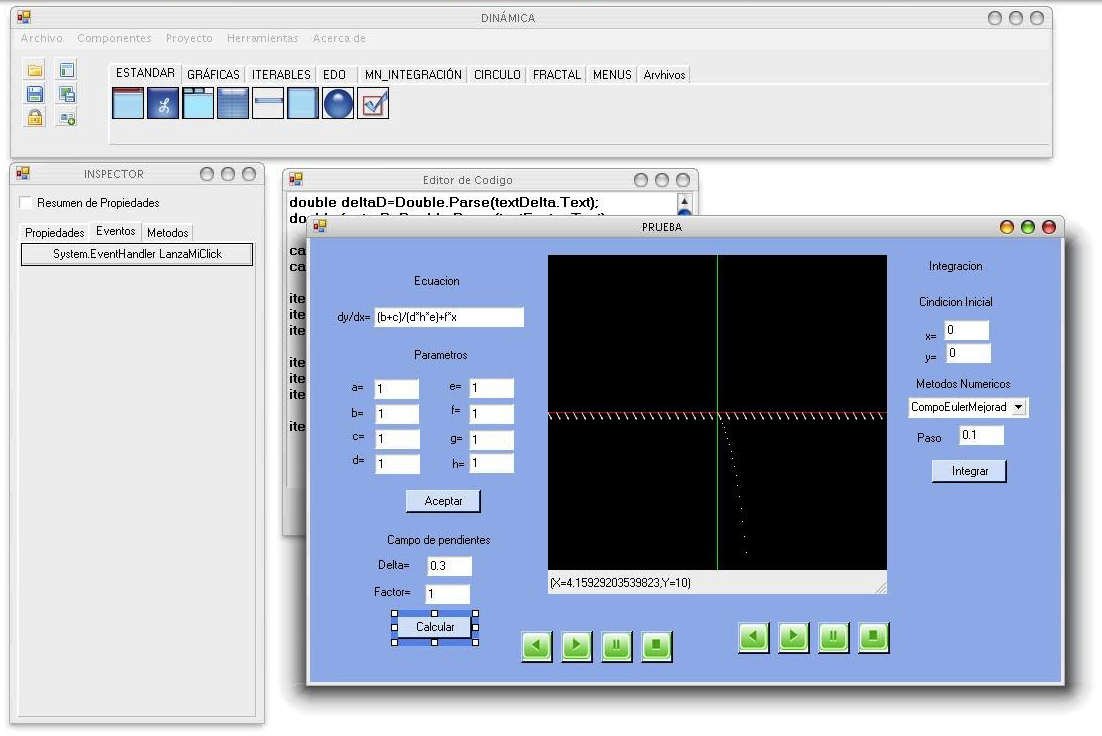 DINÁMICA
Archivo Componentes Proyecto Herramientas Acerca de
ESTANDAR GRÁFICAS ITERABLES EDO MN_INTEGRACIÓN CIRCULO FRACTAL MENUS Arvhivos
INSPECTOR
Resumen de Propiedades
Propiedades Eventos Metodos
System.EventHandler LanzaMiClick
Editor de Codigo
double deltaD=Double.Parse(textDelta.Text);
ca
ca
ite
ite
ite
ite
ite
ite
ite
PRUEBA
Ecuacion
dy/dx= (b+c)/(d*h*e)+f*x
Parametros
a= 1 e= 1
b= 1 f= 1
c= 1 g= 1
d= 1 h= 1
Aceptar
Campo de pendientes
Delta= 0.3
Factor= 1
Calcular
(X=4.15929203539823,Y=10)
Integracion
Cindicion Inicial
x= 0
y= 0
Metodos Numericos
CompoEulerMejorad
Paso 0.1
Integrar